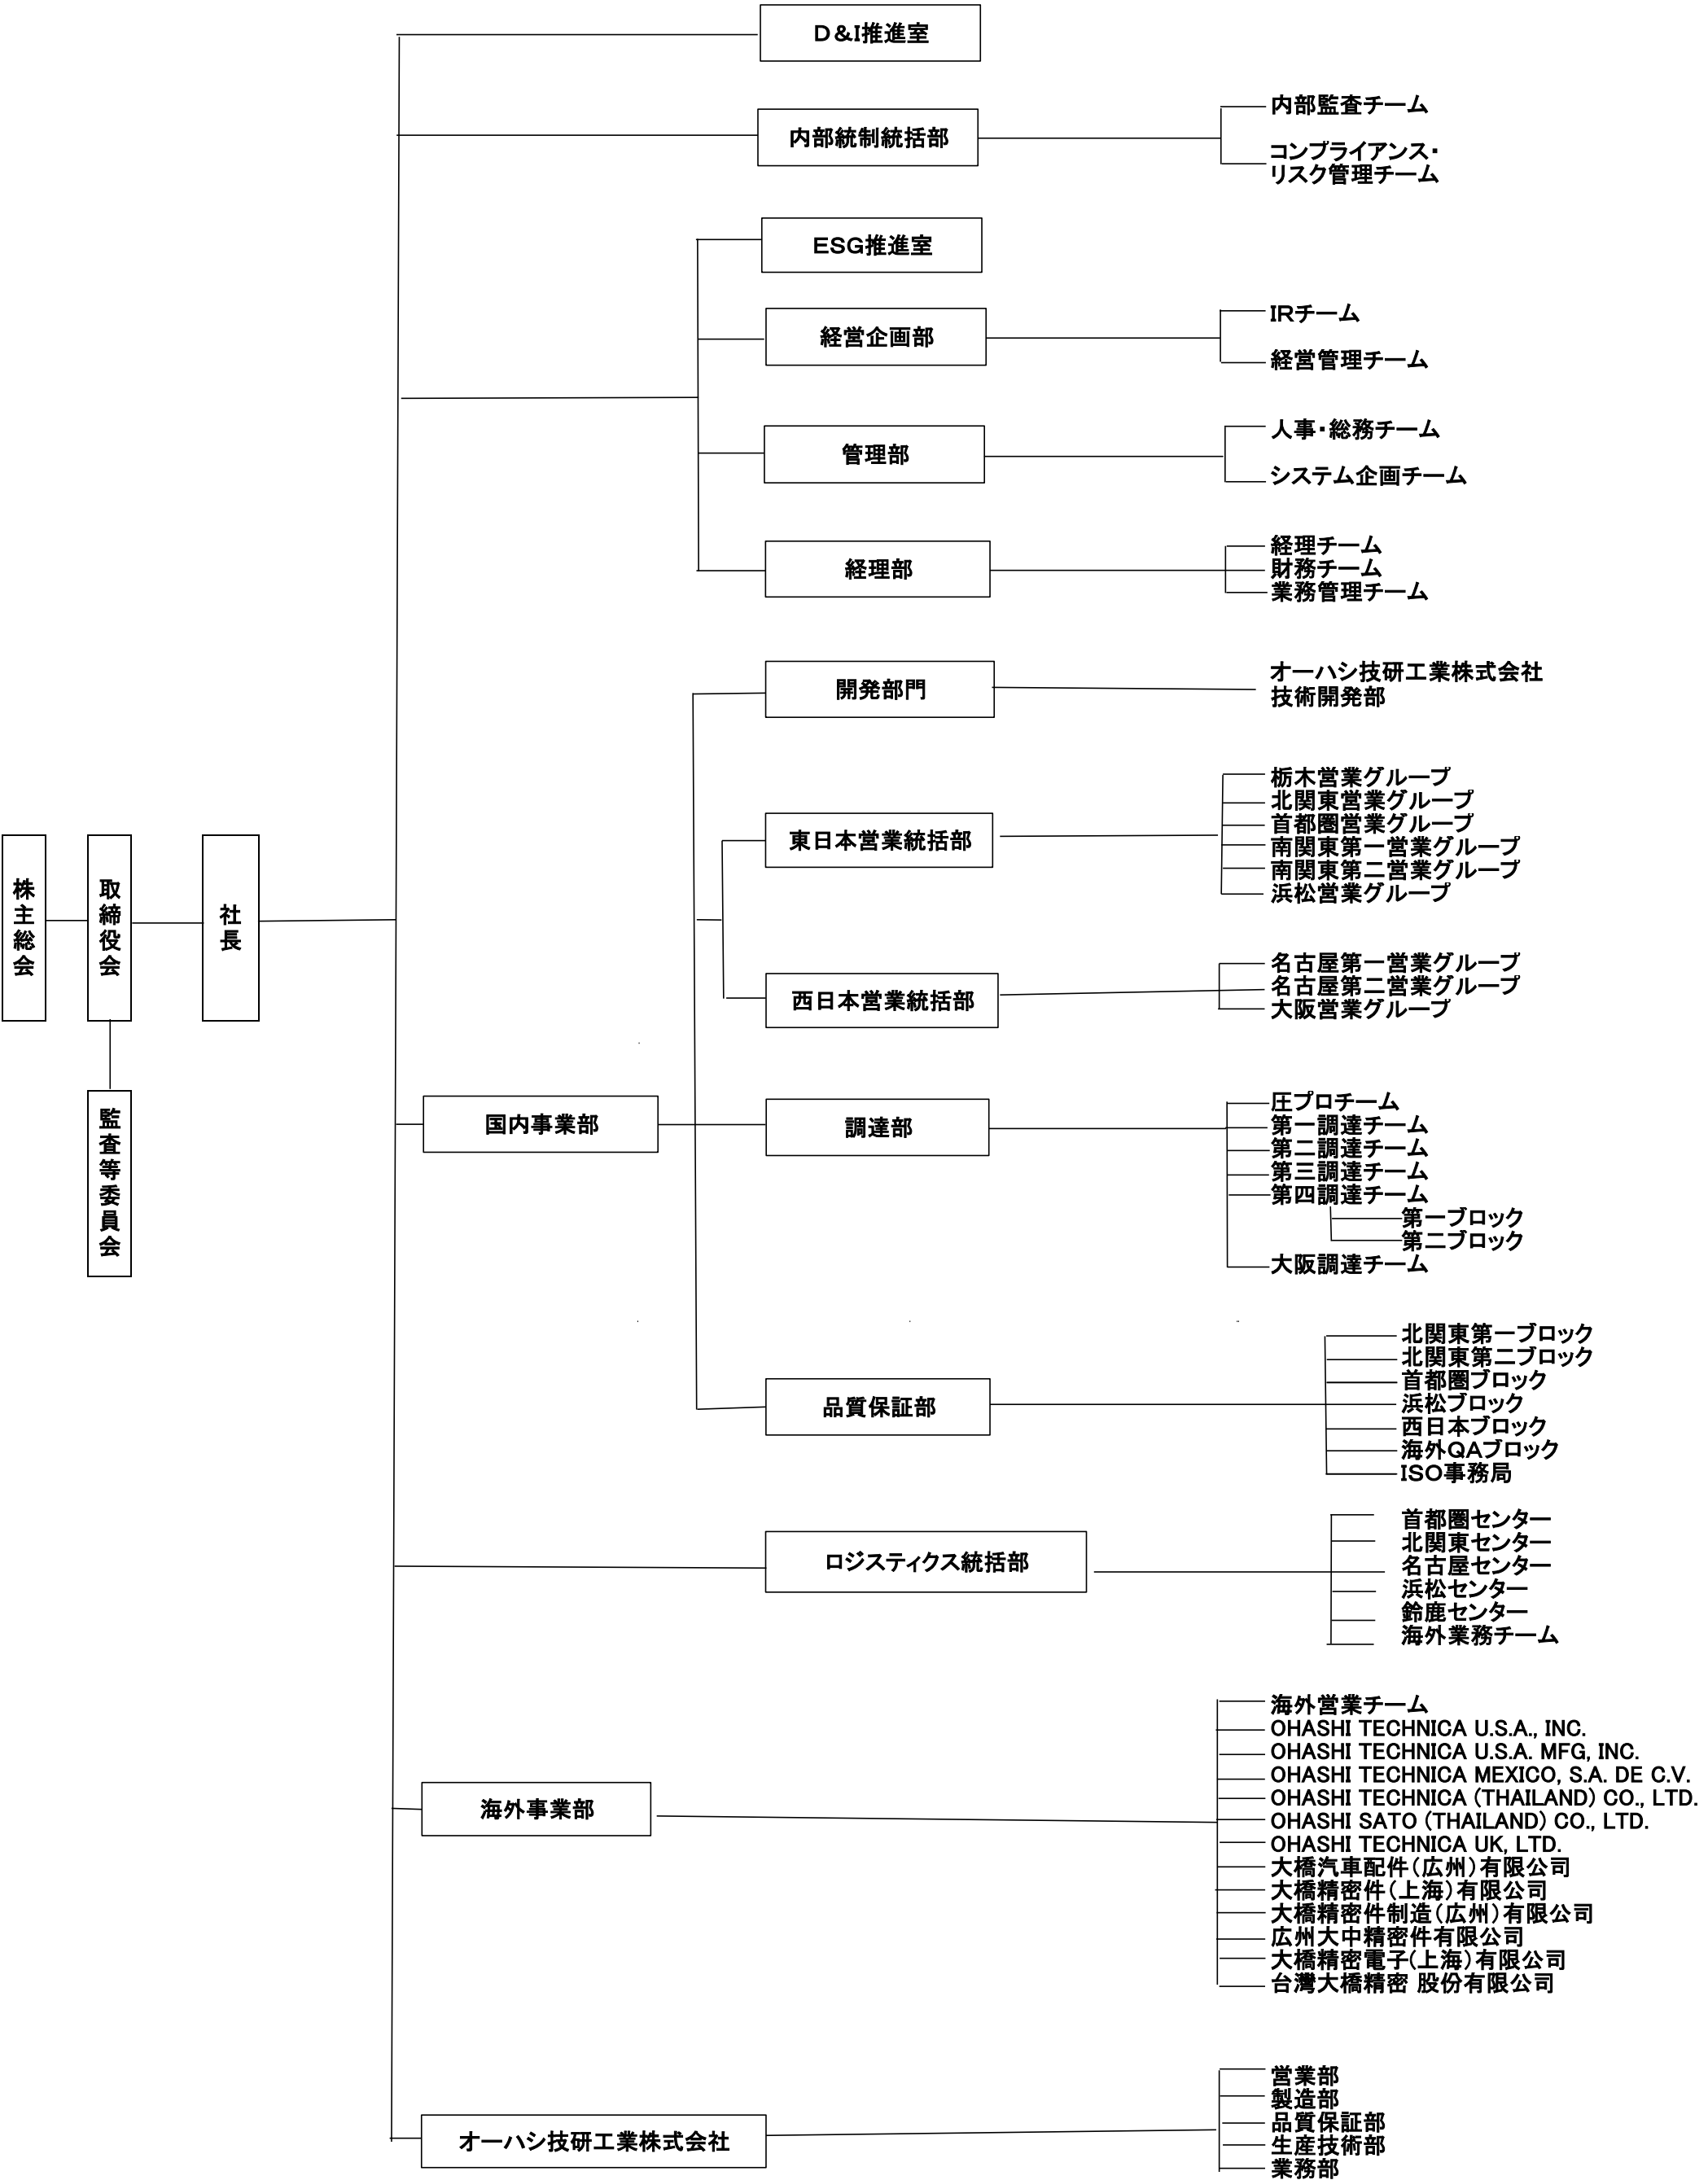 D&I推進室
内部統制統括部
内部監査チーム
コンプライアンス・
リスク管理チーム
ESG推進室
経営企画部
IRチーム
経営管理チーム
管理部
人事・総務チーム
システム企画チーム
経理部
経理チーム
財務チーム
業務管理チーム
開発部門
オーハシ技研工業株式会社
技術開発部
東日本営業統括部
栃木営業グループ
北関東営業グループ
首都圏営業グループ
南関東第一営業グループ
南関東第二営業グループ
浜松営業グループ
株主総会
取締役会
社長
西日本営業統括部
名古屋第一営業グループ
名古屋第二営業グループ
大阪営業グループ
監査等委員会
国内事業部
調達部
圧プロチーム
第一調達チーム
第二調達チーム
第三調達チーム
第四調達チーム
第一ブロック
第二ブロック
大阪調達チーム
品質保証部
北関東第一ブロック
北関東第二ブロック
首都圏ブロック
浜松ブロック
西日本ブロック
海外QAブロック
ISO事務局
ロジスティクス統括部
首都圏センター
北関東センター
名古屋センター
浜松センター
鈴鹿センター
海外業務チーム
海外事業部
海外営業チーム
OHASHI TECHNICA U.S.A., INC.
OHASHI TECHNICA U.S.A. MFG, INC.
OHASHI TECHNICA MEXICO, S.A. DE C.V.
OHASHI TECHNICA (THAILAND) CO., LTD.
OHASHI SATO (THAILAND) CO., LTD.
OHASHI TECHNICA UK, LTD.
大橋汽車配件（広州）有限公司
大橋精密件（上海）有限公司
大橋精密件制造（広州）有限公司
広州大中精密件有限公司
大橋精密電子(上海）有限公司
台灣大橋精密 股份有限公司
オーハシ技研工業株式会社
営業部
製造部
品質保証部
生産技術部
業務部